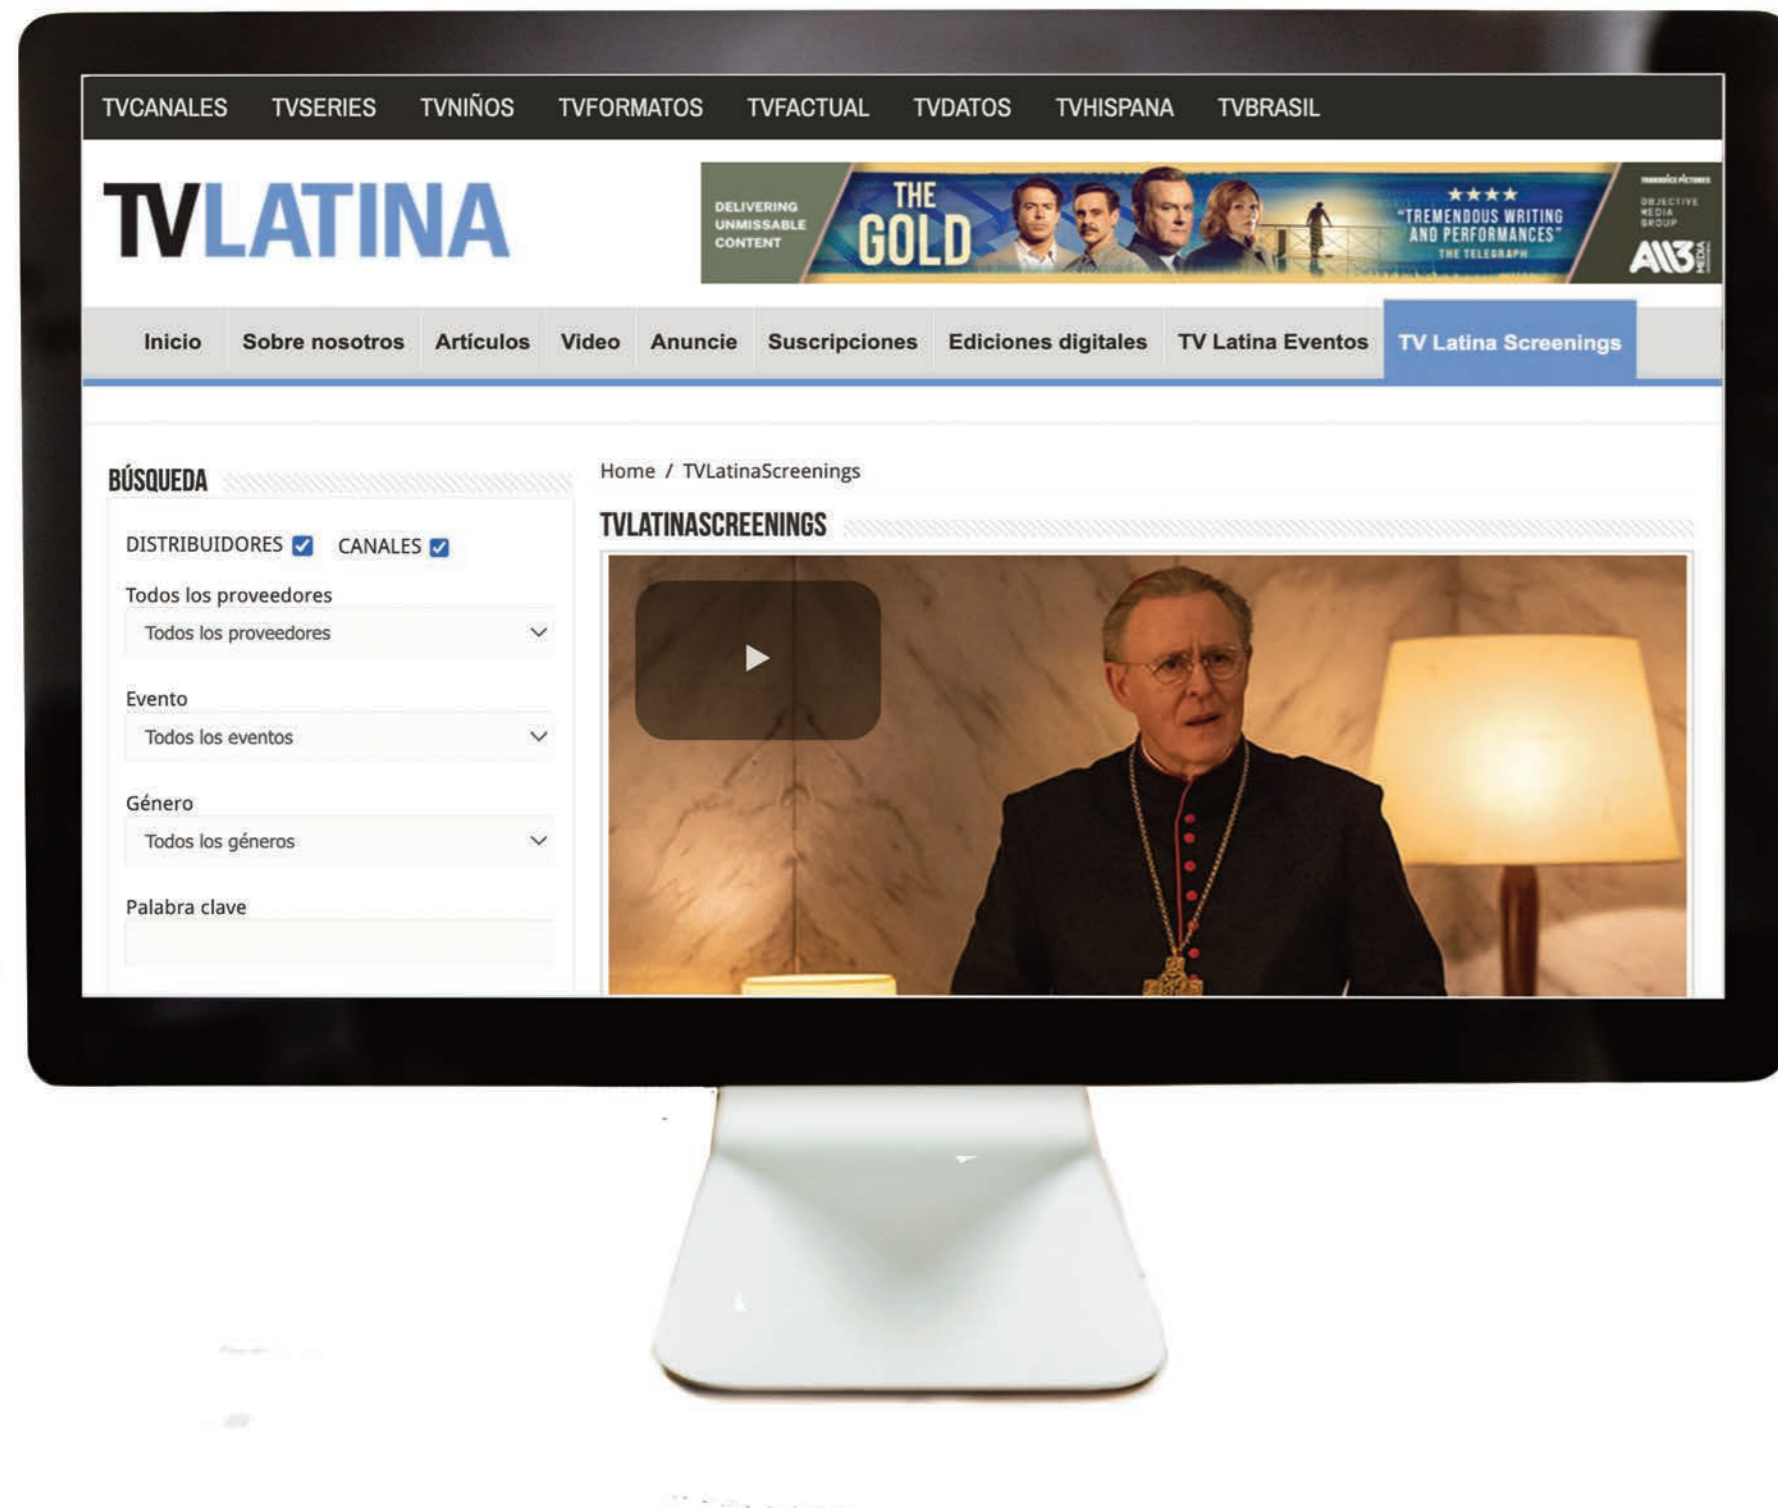 TVCANALES TVSERIES TVNIÑOS TVFORMATOS TVFACTUAL TVDATOS TVHISPANA TVBRASIL
TVLATINA
DELIVERING
UNMISSABLE
CONTENT
THE
GOLD
★★★★
"TREMENDOUS WRITING
AND PERFORMANCES"
THE TELEGRAPH
OBJECTIVE
MEDIA
GROUP
ALL3
MEDIA
Inicio Sobre nosotros Artículos Video Anuncie Suscripciones Ediciones digitales TV Latina Eventos TV Latina Screenings
BÚSQUEDA
DISTRIBUIDORES CANALES
Todos los proveedores
Todos los proveedores
Evento
Todos los eventos
Género
Todos los géneros
Palabra clave
Home / TVLatinaScreenings
TVLATINASCREENINGS